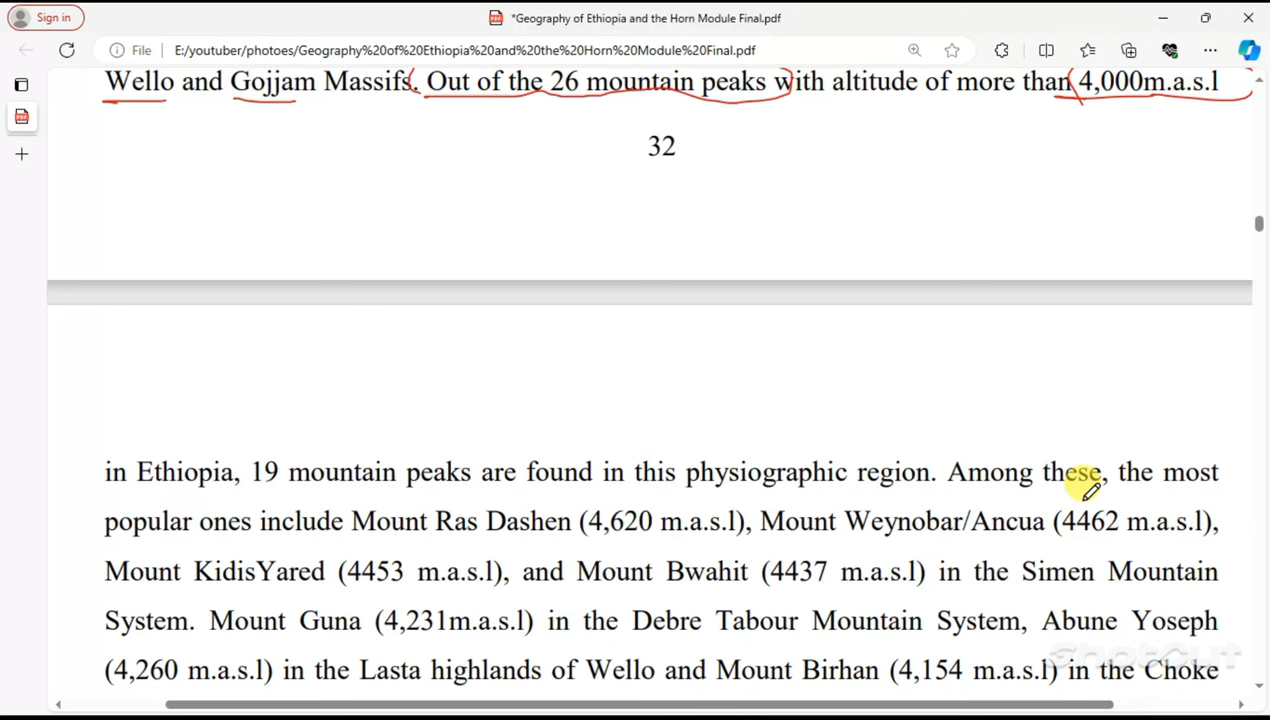 Sign in
*Geography of Ethiopia and the Horn Module Final.pdf
File
E:/youtuber/photoes/Geography%20of%20Ethiopia%20and%20the%20Horn%20Module%20Final.pdf
Wello and Gojjam Massifs. Out of the 26 mountain peaks with altitude of more than 4,000m.a.s.l
32
in Ethiopia, 19 mountain peaks are found in this physiographic region. Among these, the most
popular ones include Mount Ras Dashen (4,620 m.a.s.l), Mount Weynobar/Ancua (4462 m.a.s.l),
Mount KidisYared (4453 m.a.s.l), and Mount Bwahit (4437 m.a.s.l) in the Simen Mountain
System. Mount Guna (4,231m.a.s.l) in the Debre Tabour Mountain System, Abune Yoseph
(4,260 m.a.s.l) in the Lasta highlands of Wello and Mount Birhan (4,154 m.a.s.l) in the Choke
shotcut